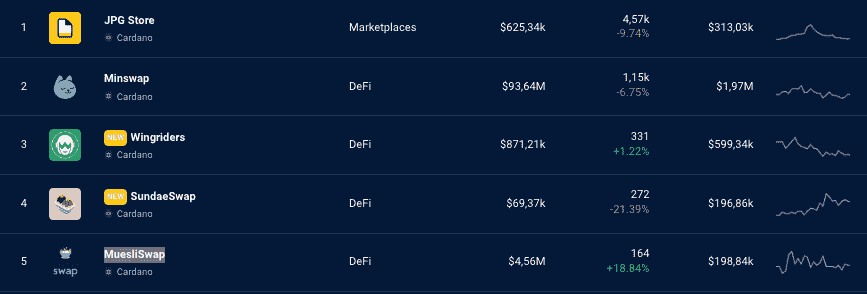 1 JPG Store Cardano Marketplaces $625,34k 4,57k -9.74% $313,03k
2 Minswap Cardano DeFi $93,64M 1,15k -6.75% $1,97M
3 NEW Wingriders Cardano DeFi $871,21k 331 +1.22% $599,34k
4 NEW SundaeSwap Cardano DeFi $69,37k 272 -21.39% $196,86k
5 swap MuesliSwap Cardano DeFi $4,56M 164 +18.84% $198,84k